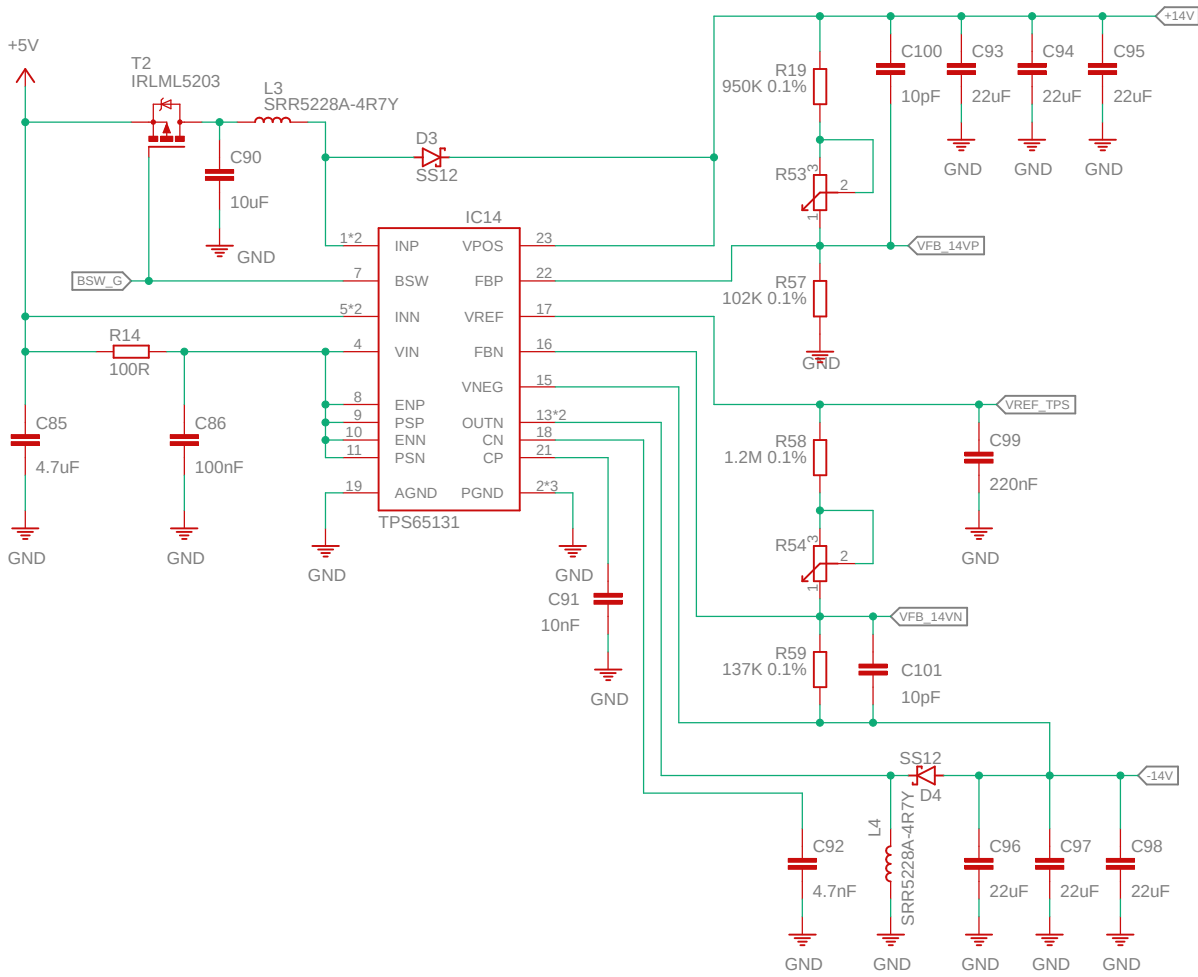 +5V
T2
IRLML5203
L3
SRR5228A-4R7Y
C90
10uF
GND
D3
SS12
+14V
R19
950K 0.1%
C100
10pF
C93
22uF
GND
C94
22uF
GND
C95
22uF
GND
R53
3
2
1
VFB_14VP
R57
102K 0.1%
GND
BSW_G
IC14
1*2
INP
7
BSW
5*2
INN
4
VIN
8
ENP
9
PSP
10
ENN
11
PSN
19
AGND
VPOS
23
FBP
22
VREF
17
FBN
16
VNEG
15
OUTN
13*2
CN
18
CP
21
PGND
2*3
TPS65131
R14
100R
C85
4.7uF
GND
C86
100nF
GND
GND
GND
C91
10nF
GND
VREF_TPS
R58
1.2M 0.1%
C99
220nF
GND
R54
3
2
1
VFB_14VN
R59
137K 0.1%
C101
10pF
SS12
D4
-14V
L4
SRR5228A-4R7Y
GND
C92
4.7nF
GND
C96
22uF
GND
C97
22uF
GND
C98
22uF
GND